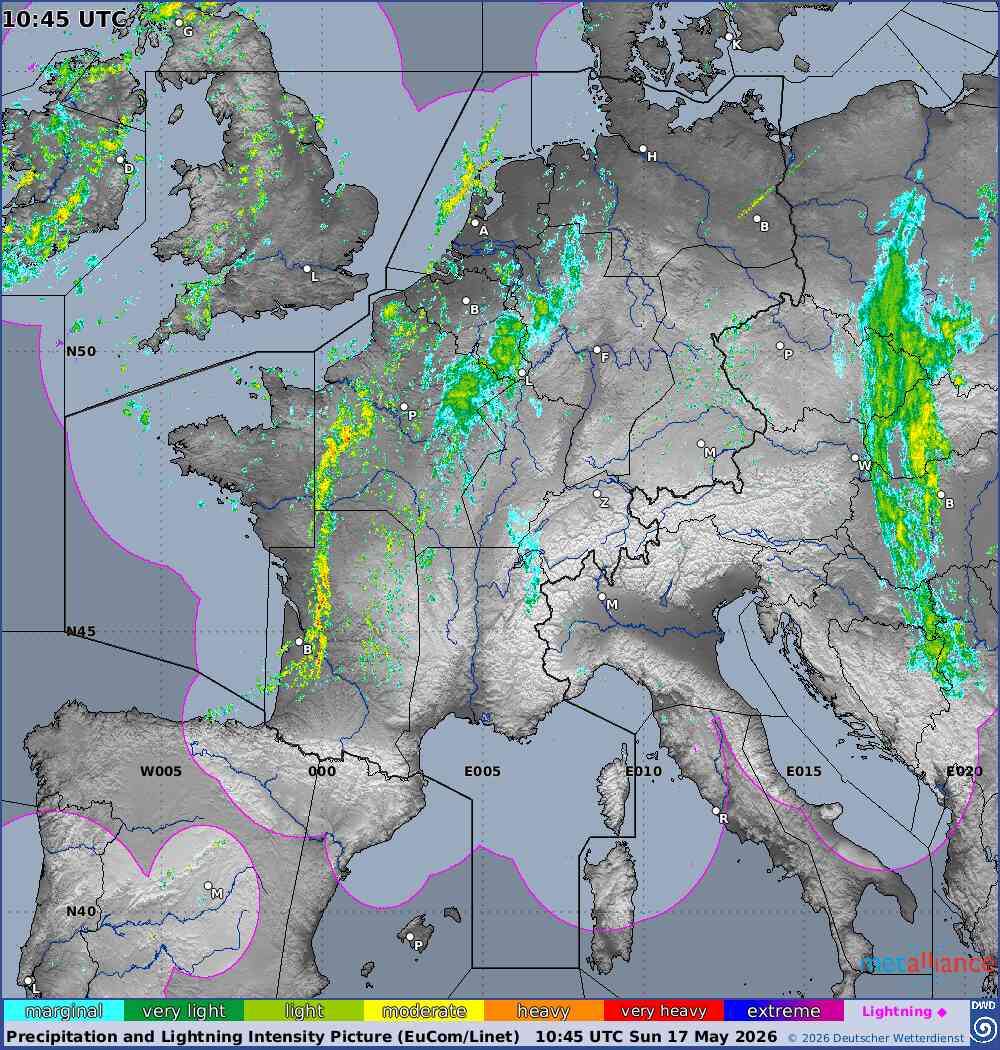 10:45 UTC
G
K
D
H
A
B
L
B
N50
F
P
L
P
M
W
Z
B
M
N45
B
W005
000
E005
E010
E015
E020
R
M
N40
P
L
metalliance
marginal very light light moderate heavy very heavy extreme Lightning ◆
DWD
Precipitation and Lightning Intensity Picture (EuCom/Linet) 10:45 UTC Sun 17 May 2026 © 2026 Deutscher Wetterdienst